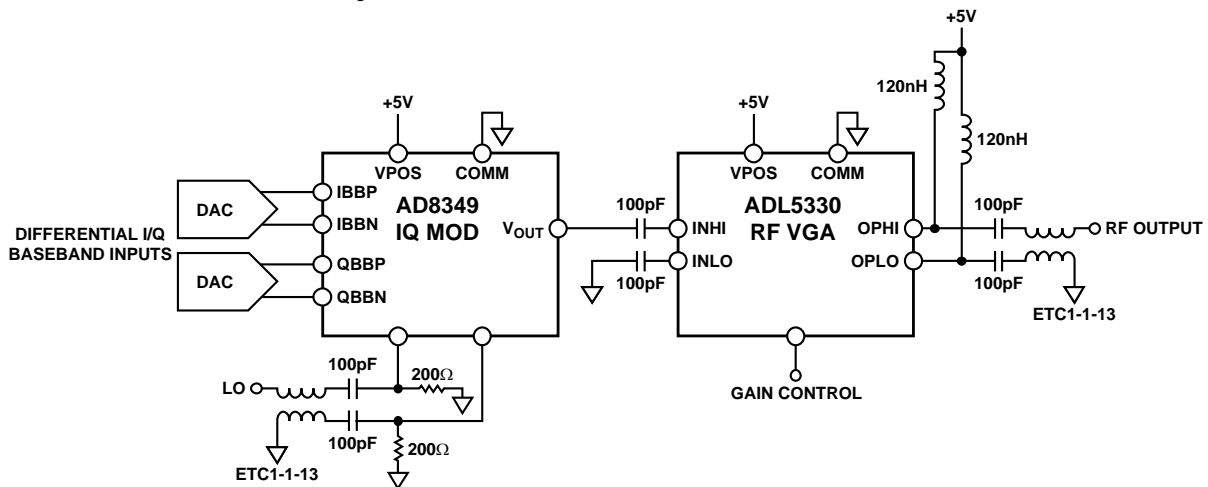 +5V
120nH
120nH
+5V
+5V
VPOS
COMM
VPOS
COMM
DAC
IBBP
IBBN
AD8349
IQ MOD
VOUT
100pF
INHI
INLO
100pF
ADL5330
RF VGA
OPHI
OPLO
100pF
RF OUTPUT
100pF
ETC1-1-13
DIFFERENTIAL I/Q
BASEBAND INPUTS
DAC
QBBP
QBBN
100pF
LO
200Ω
100pF
200Ω
ETC1-1-13
GAIN CONTROL